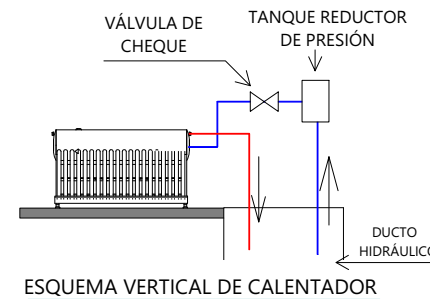 VÁLVULA DE
CHEQUE
TANQUE REDUCTOR
DE PRESIÓN
DUCTO
HIDRÁULICO
ESQUEMA VERTICAL DE CALENTADOR